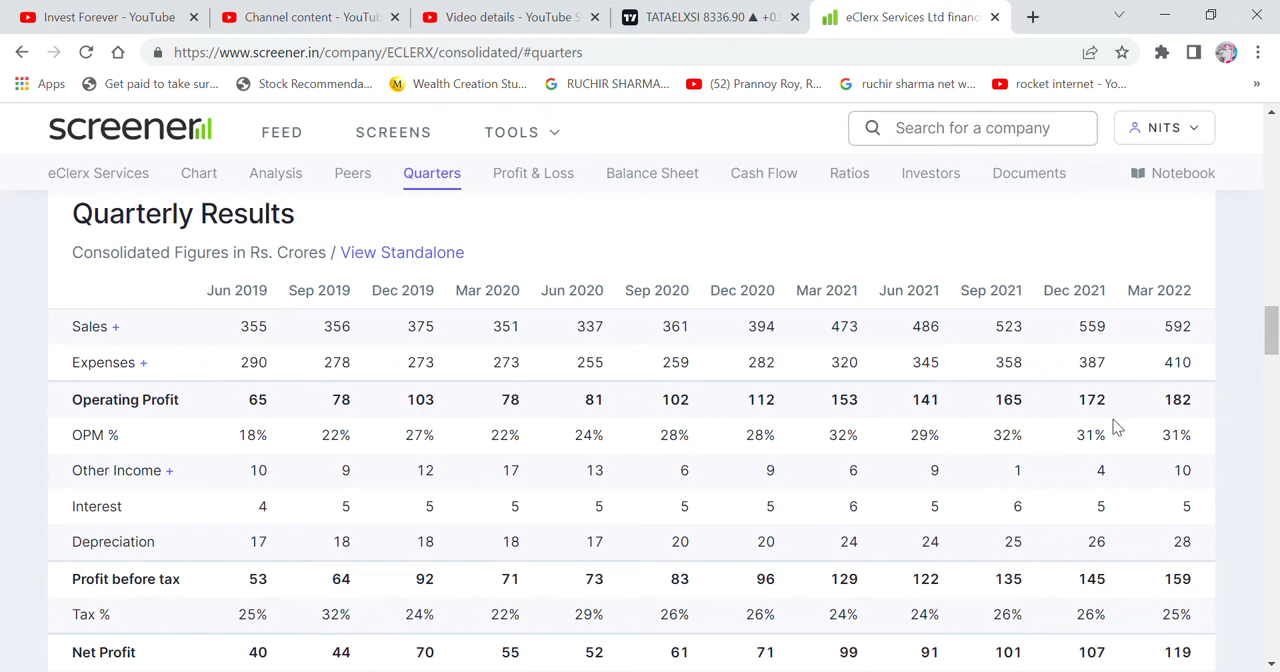 Invest Forever - YouTube
Channel content - YouTub
Video details - YouTube S
TATAELXSI 8336.90 ▲ +0.
eClerx Services Ltd financ
https://www.screener.in/company/ECLERX/consolidated/#quarters
Apps
Get paid to take sur...
Stock Recommenda...
Wealth Creation Stu...
RUCHIR SHARMA...
(52) Prannoy Roy, R...
ruchir sharma net w...
rocket internet - Yo...
»
screener
FEED
SCREENS
TOOLS
Search for a company
NITS
eClerx Services
Chart
Analysis
Peers
Quarters
Profit & Loss
Balance Sheet
Cash Flow
Ratios
Investors
Documents
Notebook
Quarterly Results
Consolidated Figures in Rs. Crores / View Standalone
Jun 2019 Sep 2019 Dec 2019 Mar 2020 Jun 2020 Sep 2020 Dec 2020 Mar 2021 Jun 2021 Sep 2021 Dec 2021 Mar 2022
Sales + 355 356 375 351 337 361 394 473 486 523 559 592
Expenses + 290 278 273 273 255 259 282 320 345 358 387 410
Operating Profit 65 78 103 78 81 102 112 153 141 165 172 182
OPM % 18% 22% 27% 22% 24% 28% 28% 32% 29% 32% 31% 31%
Other Income + 10 9 12 17 13 6 9 6 9 1 4 10
Interest 4 5 5 5 5 5 5 6 5 6 5 5
Depreciation 17 18 18 18 17 20 20 24 24 25 26 28
Profit before tax 53 64 92 71 73 83 96 129 122 135 145 159
Tax % 25% 32% 24% 22% 29% 26% 26% 24% 24% 26% 26% 25%
Net Profit 40 44 70 55 52 61 71 99 91 101 107 119